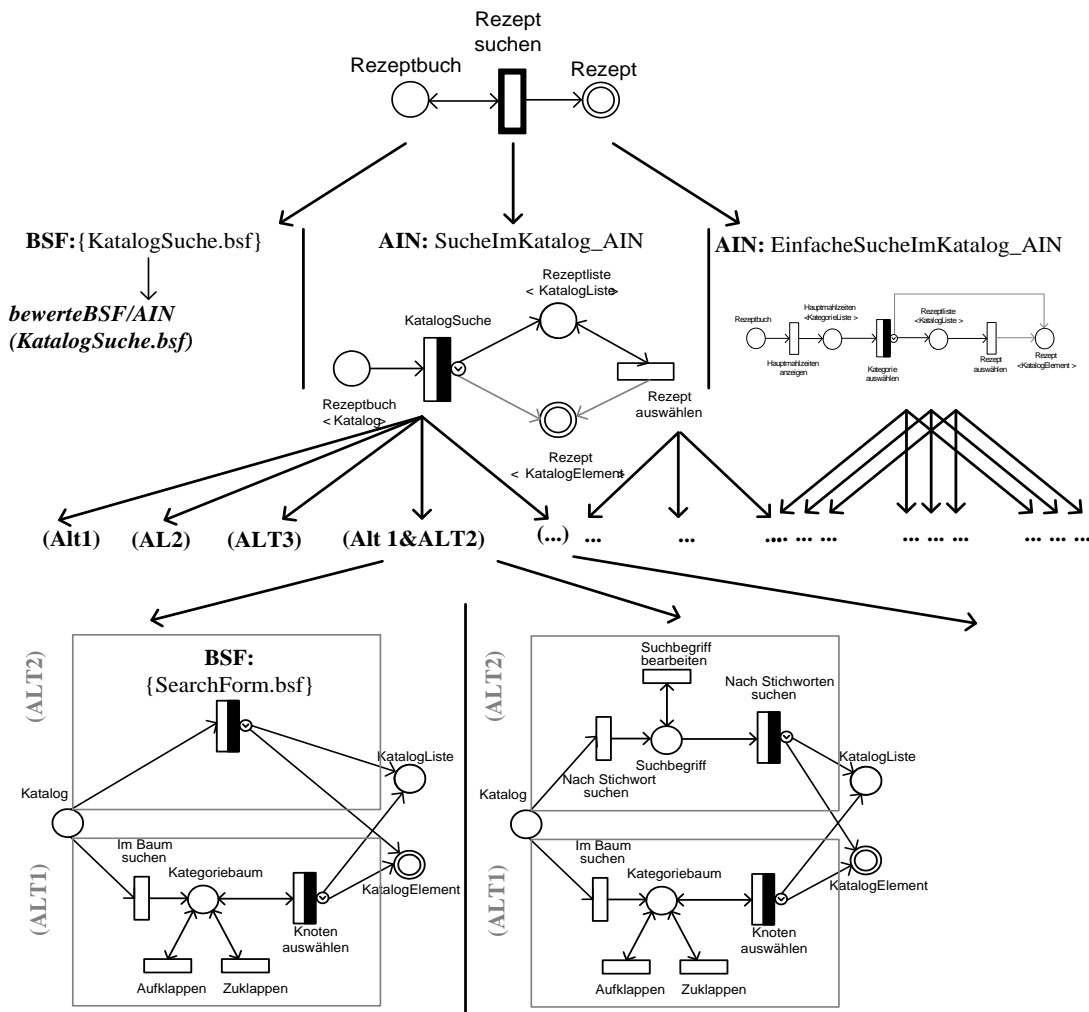 Rezept
suchen
Rezeptbuch
Rezept
BSF:{KatalogSuche.bsf}
bewerteBSF/AIN
(KatalogSuche.bsf)
AIN: SucheImKatalog_AIN
Rezeptliste
< KatalogListe>
KatalogSuche
Rezeptbuch
< Katalog>
Rezept
auswählen
Rezept
< KatalogElement>
AIN: EinfacheSucheImKatalog_AIN
Rezeptbuch
Hauptmahlzeiten
<KategorieListe >
Rezeptliste
<KatalogListe >
Hauptmahlzeiten
anzeigen
Kategorie
auswählen
Rezept
auswählen
Rezept
<KatalogElement >
(Alt1)
(AL2)
(ALT3)
(Alt 1&ALT2)
(...)
...
...
... ... ...
... ... ...
... ... ...
(ALT2)
BSF:
{SearchForm.bsf}
KatalogListe
Katalog
(ALT1)
Im Baum
suchen
Kategoriebaum
KatalogElement
Knoten
auswählen
Aufklappen
Zuklappen
(ALT2)
Suchbegriff
bearbeiten
Nach Stichworten
suchen
KatalogListe
Suchbegriff
Nach Stichwort
suchen
Katalog
(ALT1)
Im Baum
suchen
Kategoriebaum
KatalogElement
Knoten
auswählen
Aufklappen
Zuklappen